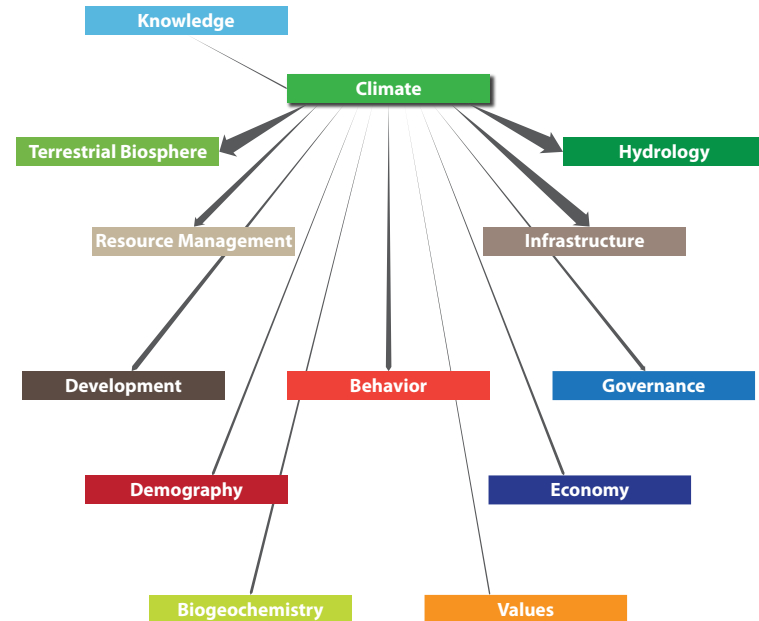 Knowledge
Climate
Terrestrial Biosphere
Hydrology
Resource Management
Infrastructure
Development
Behavior
Governance
Demography
Economy
Biogeochemistry
Values